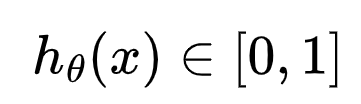 h_θ(x) ∈ [0, 1]